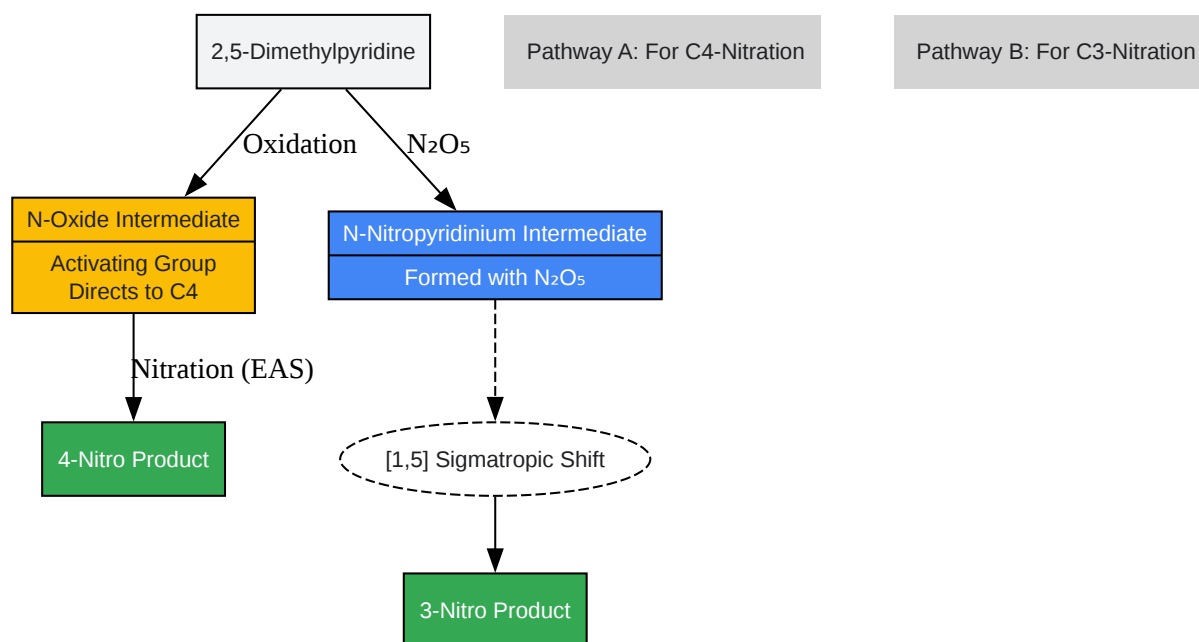 2,5-Dimethylpyridine
Pathway A: For C4-Nitration
Pathway B: For C3-Nitration
Oxidation
N₂O₅
N-Oxide Intermediate
Activating Group
Directs to C4
N-Nitropyridinium Intermediate
Formed with N₂O₅
Nitration (EAS)
4-Nitro Product
[1,5] Sigmatropic Shift
3-Nitro Product